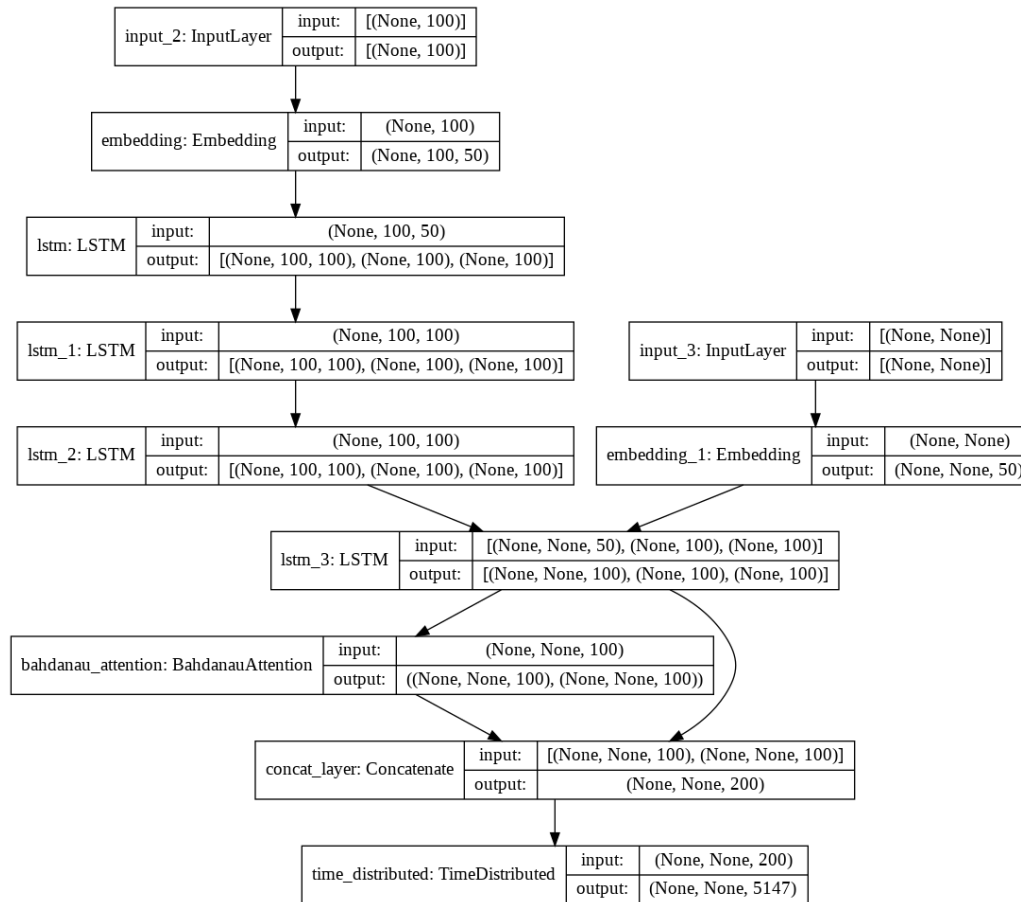 input_2: InputLayer
input: [(None, 100)]
output: [(None, 100)]
embedding: Embedding
input: (None, 100)
output: (None, 100, 50)
lstm: LSTM
input: (None, 100, 50)
output: [(None, 100, 100), (None, 100), (None, 100)]
lstm_1: LSTM
input: (None, 100, 100)
output: [(None, 100, 100), (None, 100), (None, 100)]
input_3: InputLayer
input: [(None, None)]
output: [(None, None)]
lstm_2: LSTM
input: (None, 100, 100)
output: [(None, 100, 100), (None, 100), (None, 100)]
embedding_1: Embedding
input: (None, None)
output: (None, None, 50)
lstm_3: LSTM
input: [(None, None, 50), (None, 100), (None, 100)]
output: [(None, None, 100), (None, 100), (None, 100)]
bahdanau_attention: BahdanauAttention
input: (None, None, 100)
output: ((None, None, 100), (None, None, 100))
concat_layer: Concatenate
input: [(None, None, 100), (None, None, 100)]
output: (None, None, 200)
time_distributed: TimeDistributed
input: (None, None, 200)
output: (None, None, 5147)